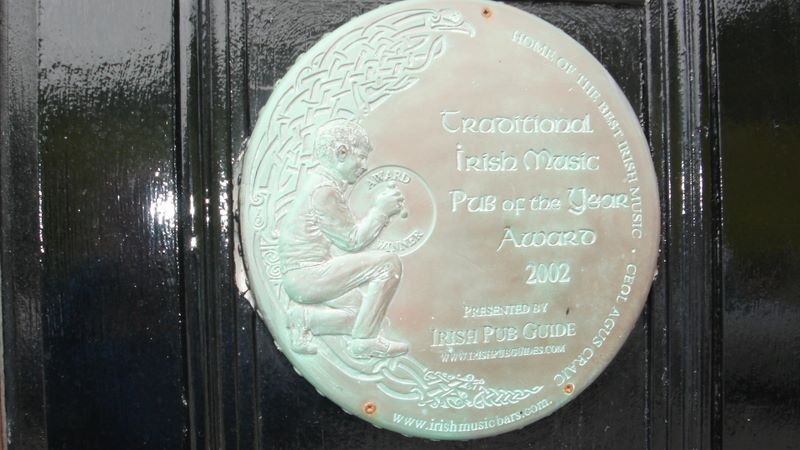 HOME OF THE BEST IRISH MUSIC · CEOL AGUS CRAIC
Traditional
Irish Music
Pub of the Year
Award
2002
PRESENTED BY
IRISH PUB GUIDE
WWW.IRISHPUBGUIDES.COM
AWARD
WINNER
www.irishmusicbars.com.